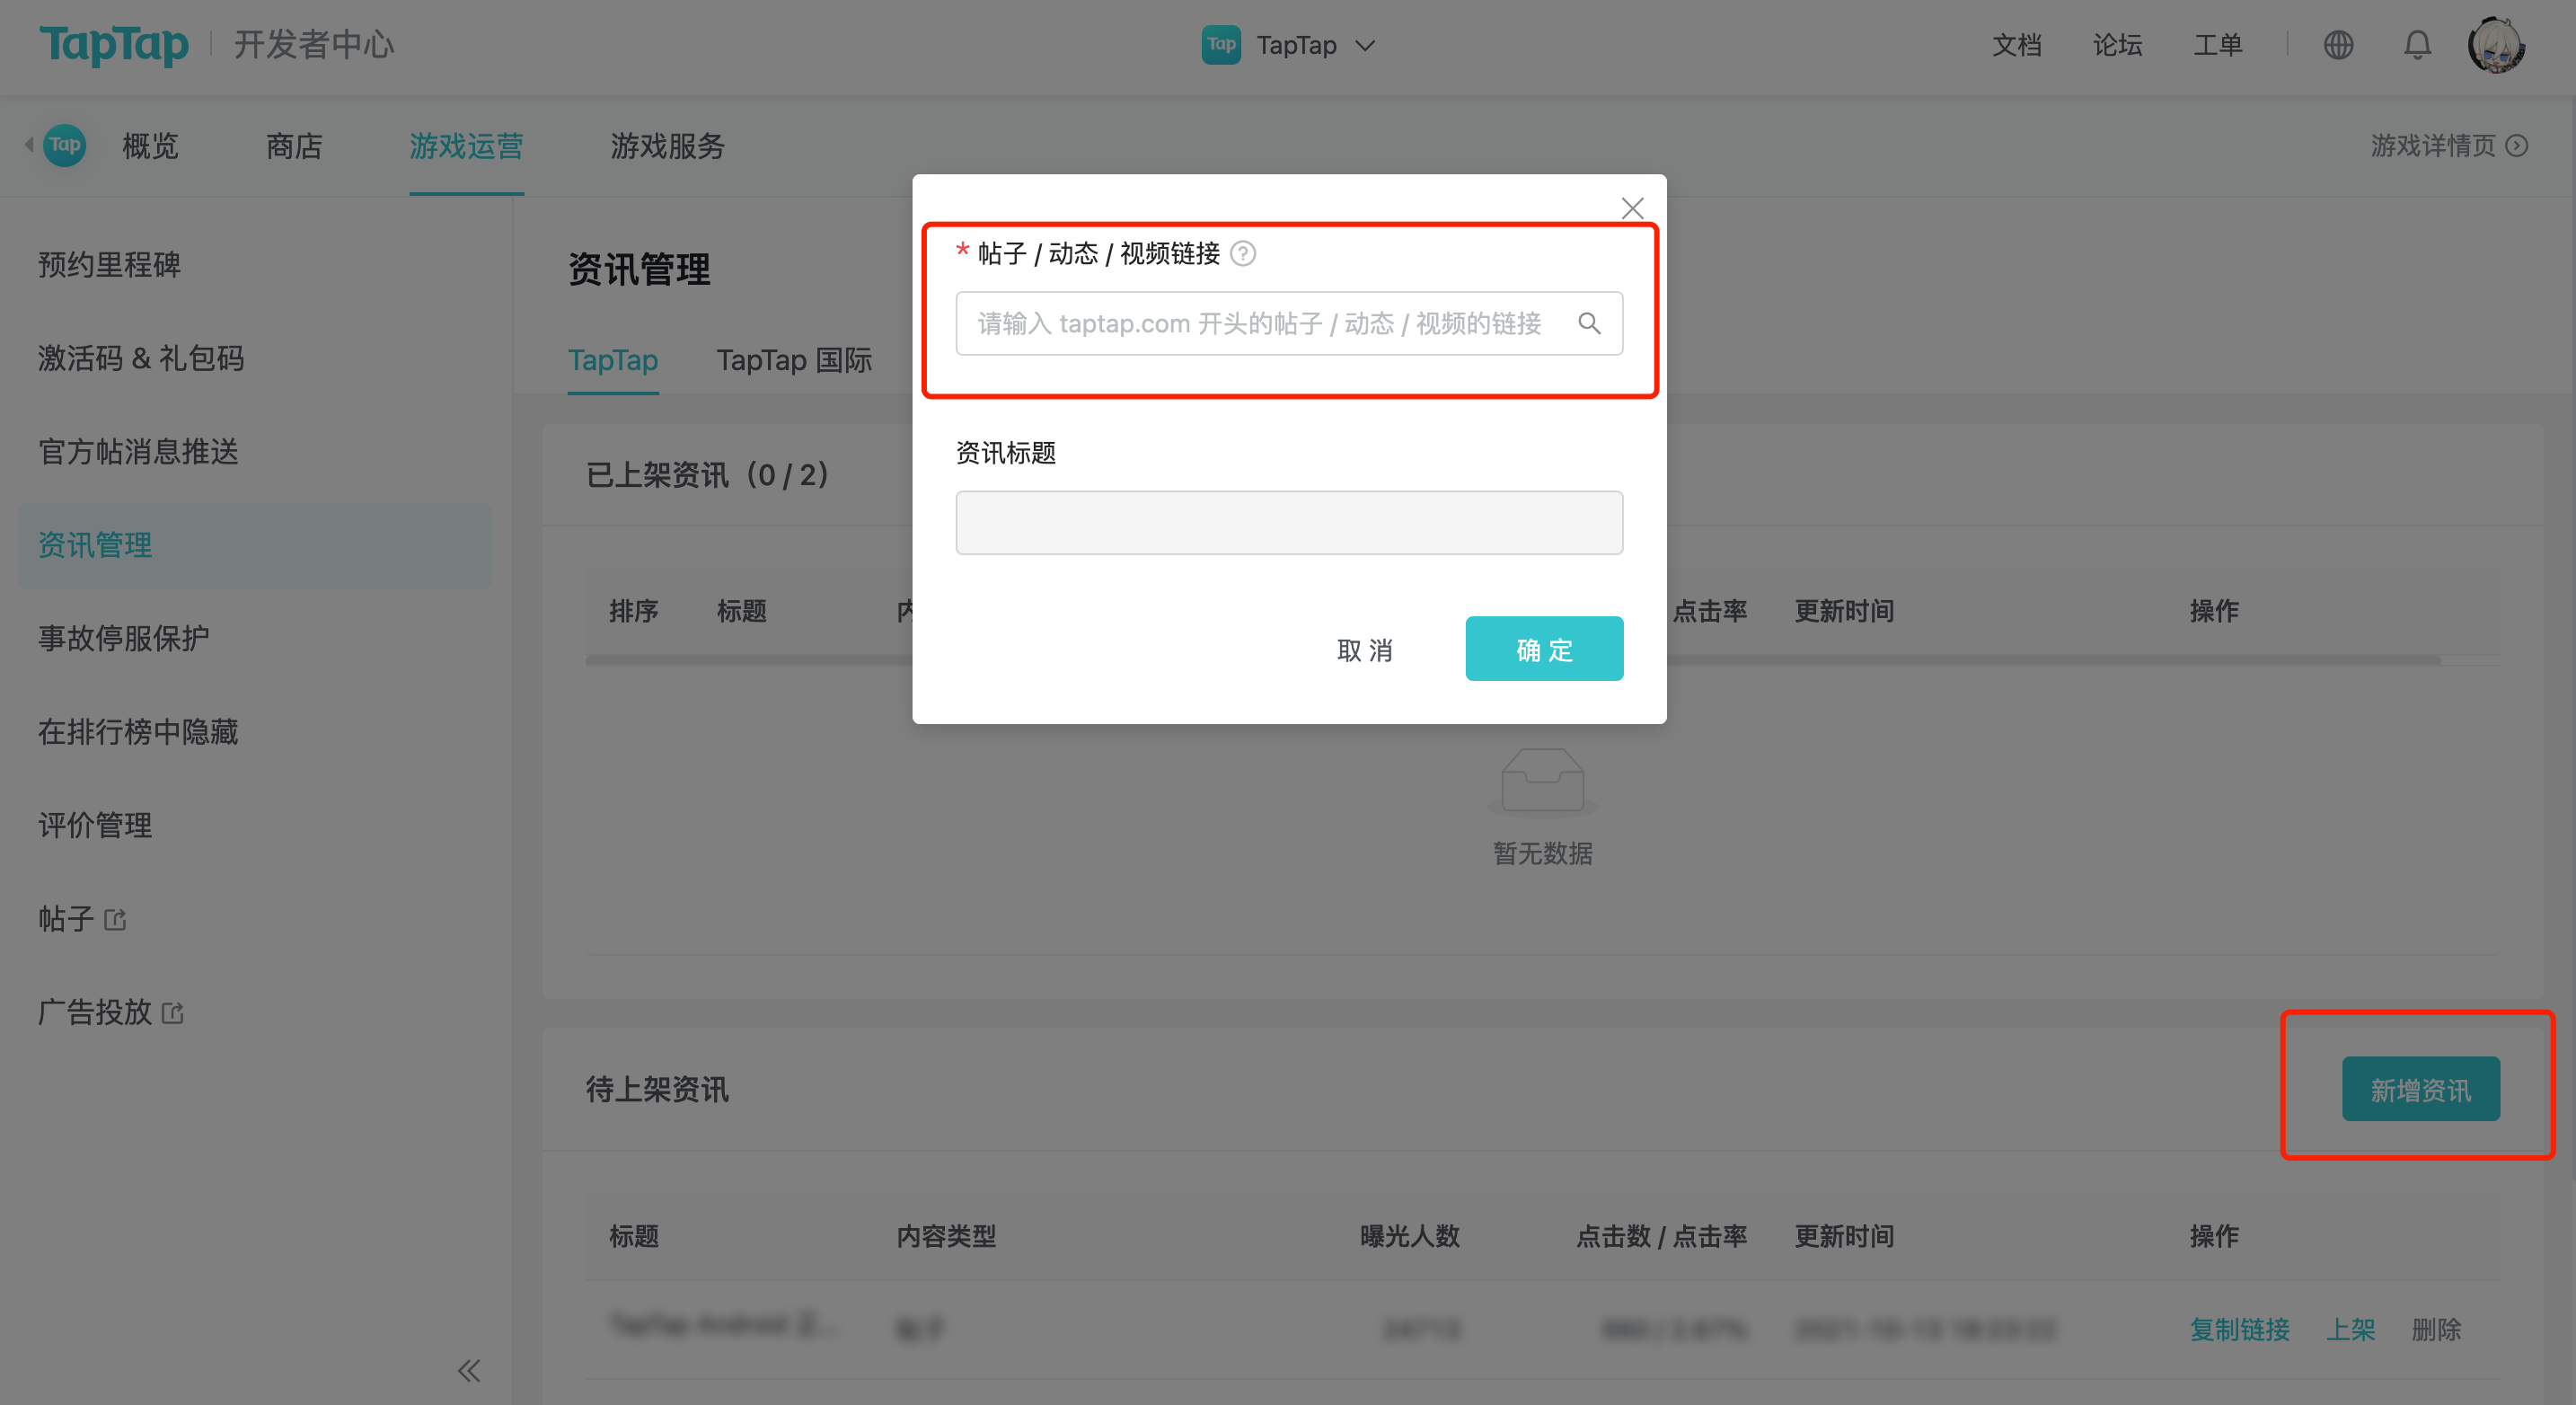 TapTap 开发者中心
Tap TapTap
文档 论坛 工单
Tap 概览 商店 游戏运营 游戏服务 游戏详情页
预约里程碑
激活码 & 礼包码
官方帖消息推送
资讯管理
事故停服保护
在排行榜中隐藏
评价管理
帖子
广告投放
资讯管理
TapTap TapTap 国际
已上架资讯（0 / 2）
排序 标题 点击率 更新时间 操作
暂无数据
* 帖子 / 动态 / 视频链接 ?
请输入 taptap.com 开头的帖子 / 动态 / 视频的链接
资讯标题
取 消 确 定
待上架资讯 新增资讯
标题 内容类型 曝光人数 点击数 / 点击率 更新时间 操作
复制链接 上架 删除